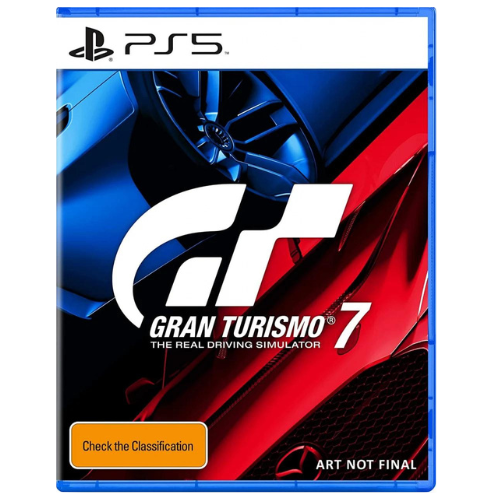 PS5
GT
GRAN TURISMO® 7
THE REAL DRIVING SIMULATOR
Check the Classification
ART NOT FINAL